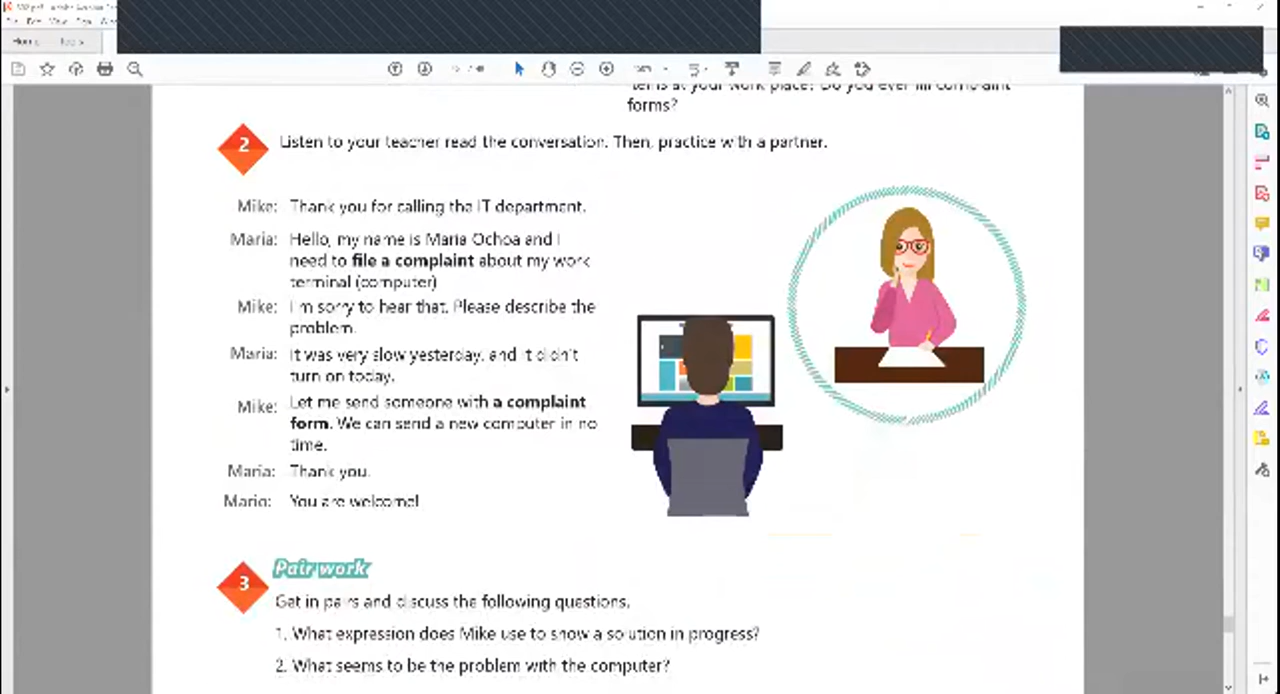 forms?
2
Listen to your teacher read the conversation. Then, practice with a partner.
Mike: Thank you for calling the IT department.
Maria: Hello, my name is Maria Ochoa and I
need to file a complaint about my work
terminal (computer)
Mike: I'm sorry to hear that. Please describe the
problem.
Maria: It was very slow yesterday, and it didn't
turn on today.
Mike: Let me send someone with a complaint
form. We can send a new computer in no
time.
Maria: Thank you.
Mario: You are welcome!
3
Pair work
Get in pairs and discuss the following questions.
1. What expression does Mike use to show a solution in progress?
2. What seems to be the problem with the computer?